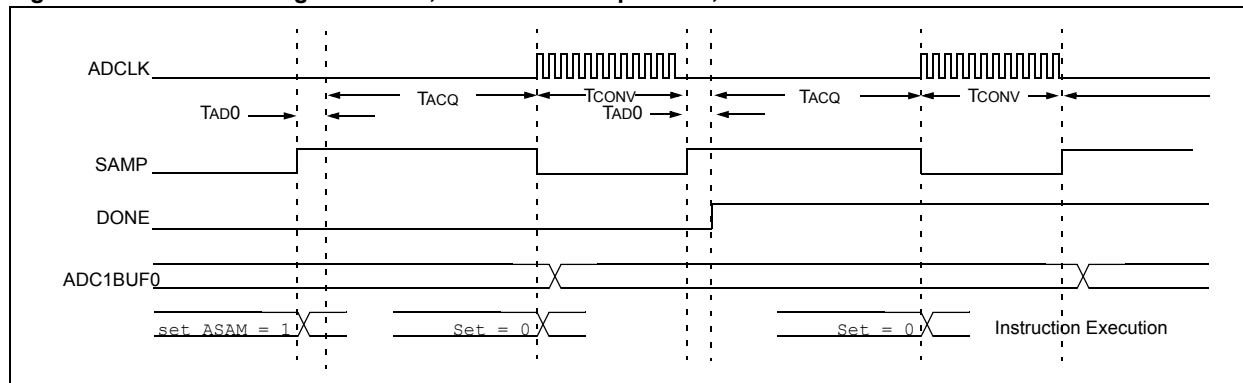 ADCLK
TACQ
TCONV
TACQ
TCONV
TAD0
TAD0
SAMP
DONE
ADC1BUF0
set ASAM = 1
Set = 0
Set = 0
Instruction Execution